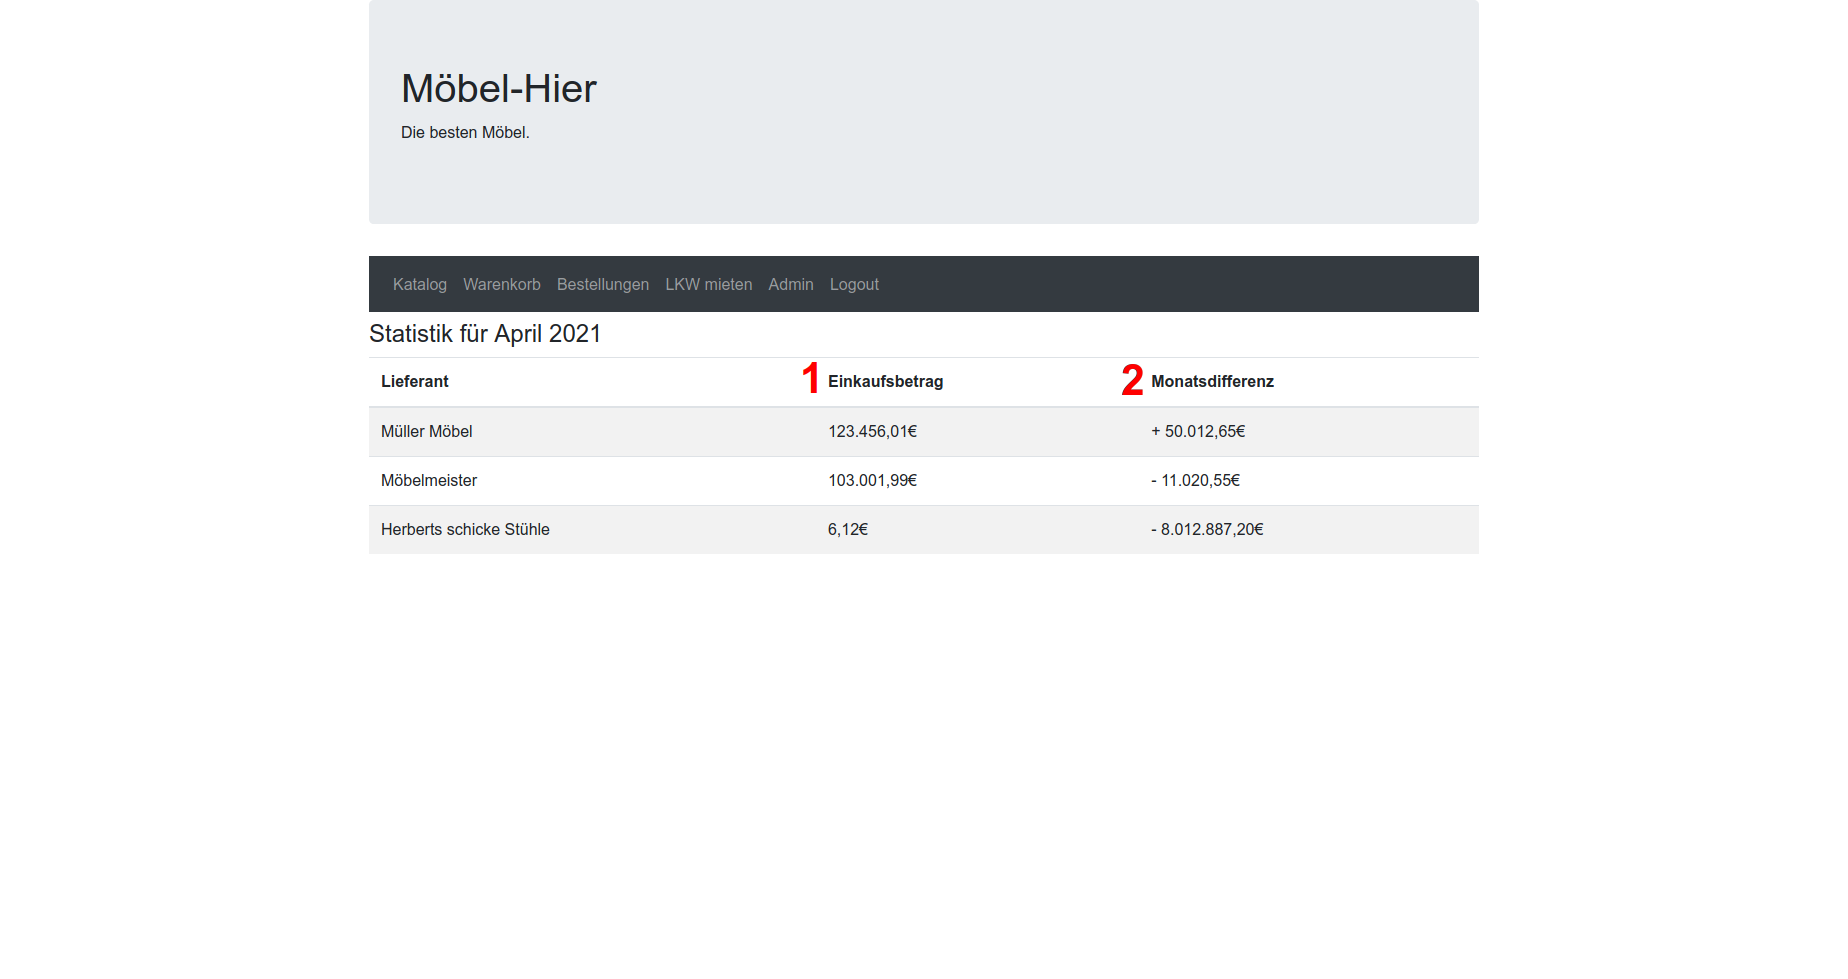 Möbel-Hier
Die besten Möbel.
Katalog Warenkorb Bestellungen LKW mieten Admin Logout
Statistik für April 2021
Lieferant 1 Einkaufsbetrag 2 Monatsdifferenz
Müller Möbel 123.456,01€ + 50.012,65€
Möbelmeister 103.001,99€ - 11.020,55€
Herberts schicke Stühle 6,12€ - 8.012.887,20€